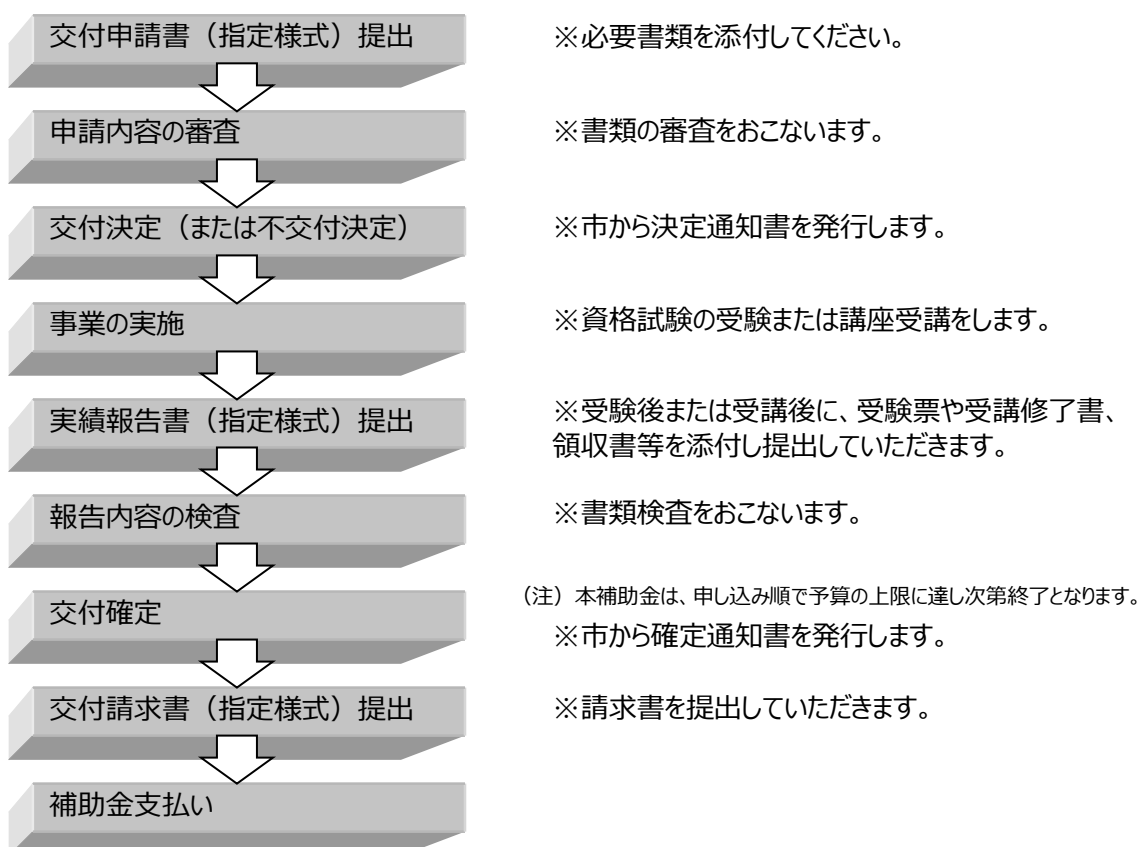 交付申請書（指定様式）提出
※必要書類を添付してください。
申請内容の審査
※書類の審査をおこないます。
交付決定（または不交付決定）
※市から決定通知書を発行します。
事業の実施
※資格試験の受験または講座受講をします。
実績報告書（指定様式）提出
※受験後または受講後に、受験票や受講修了書、
領収書等を添付し提出していただきます。
報告内容の検査
※書類検査をおこないます。
（注）本補助金は、申し込み順で予算の上限に達し次第終了となります。
交付確定
※市から確定通知書を発行します。
交付請求書（指定様式）提出
※請求書を提出していただきます。
補助金支払い